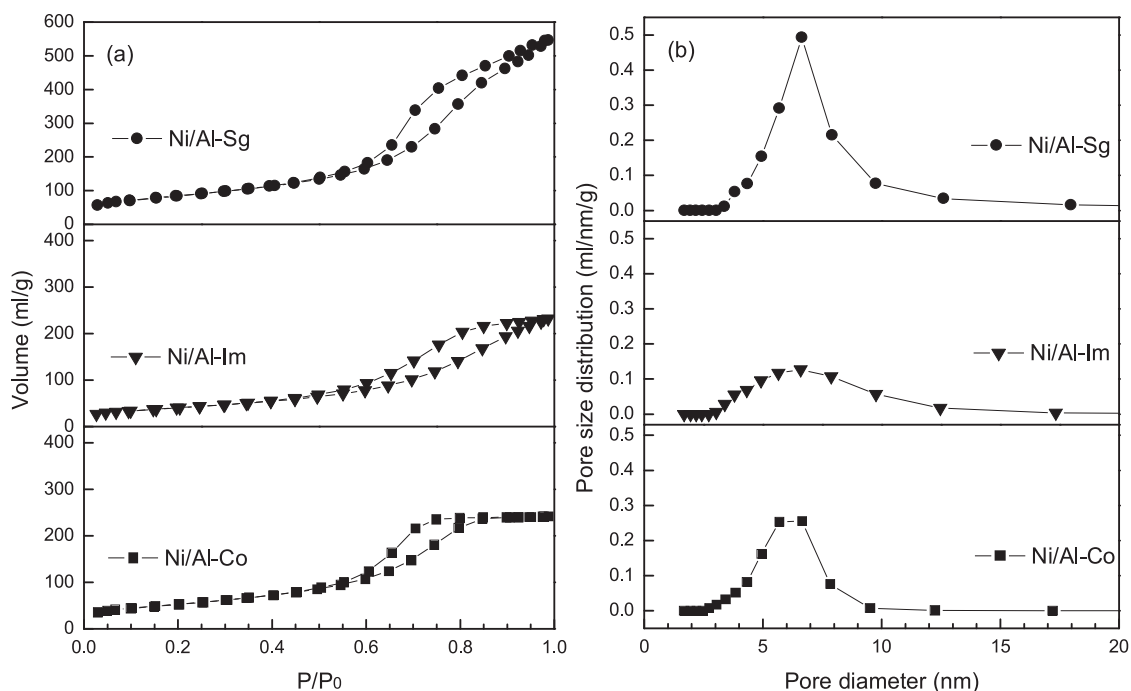 (a)
Volume (ml/g)
600
500
400
300
200
100
0
Ni/Al-Sg
400
300
200
100
0
Ni/Al-Im
400
300
200
100
0
Ni/Al-Co
0.0 0.2 0.4 0.6 0.8 1.0
P/P0
(b)
Pore size distribution (ml/nm/g)
0.5
0.4
0.3
0.2
0.1
0.0
Ni/Al-Sg
0.5
0.4
0.3
0.2
0.1
0.0
Ni/Al-Im
0.5
0.4
0.3
0.2
0.1
0.0
Ni/Al-Co
0 5 10 15 20
Pore diameter (nm)